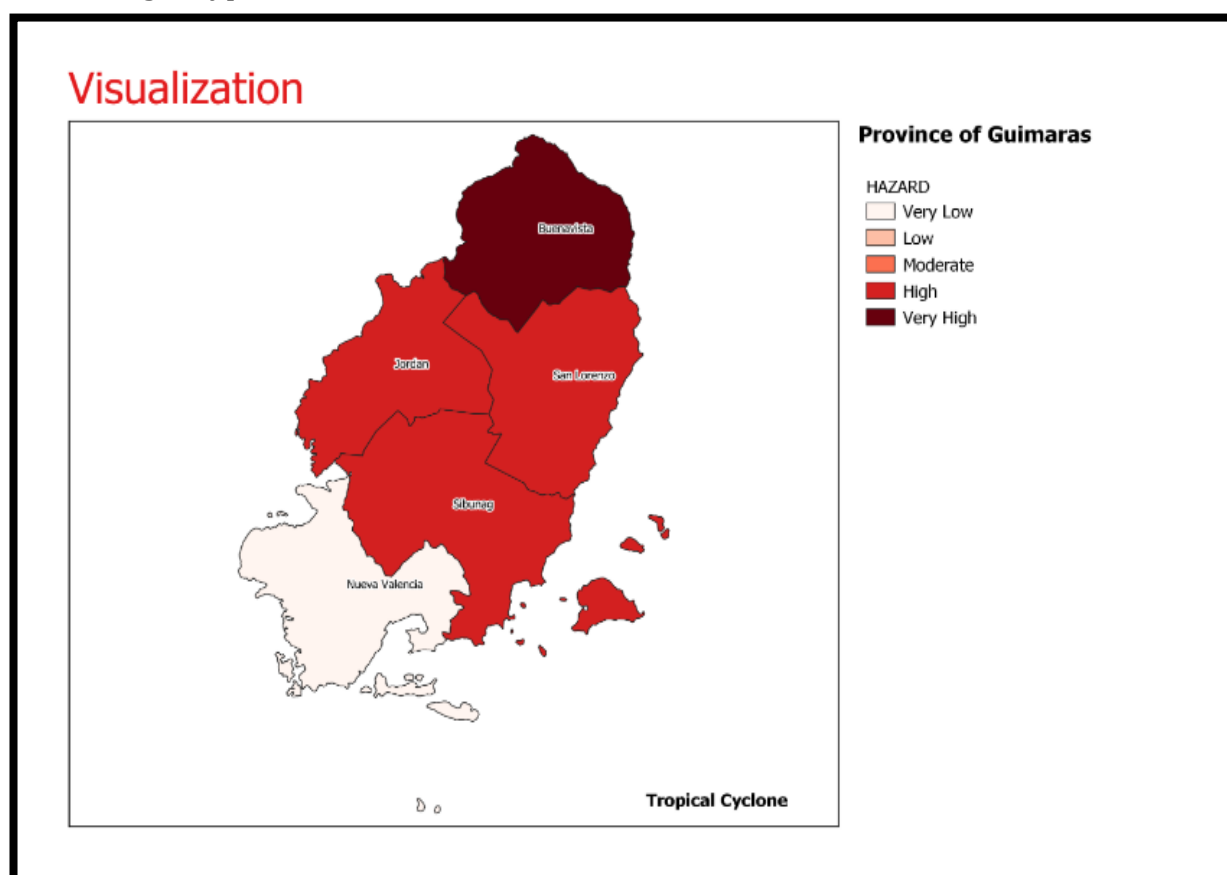 Visualization
Province of Guimaras
HAZARD
Very Low
Low
Moderate
High
Very High
Buenavista
Jordan
San Lorenzo
Sibunag
Nueva Valencia
Tropical Cyclone